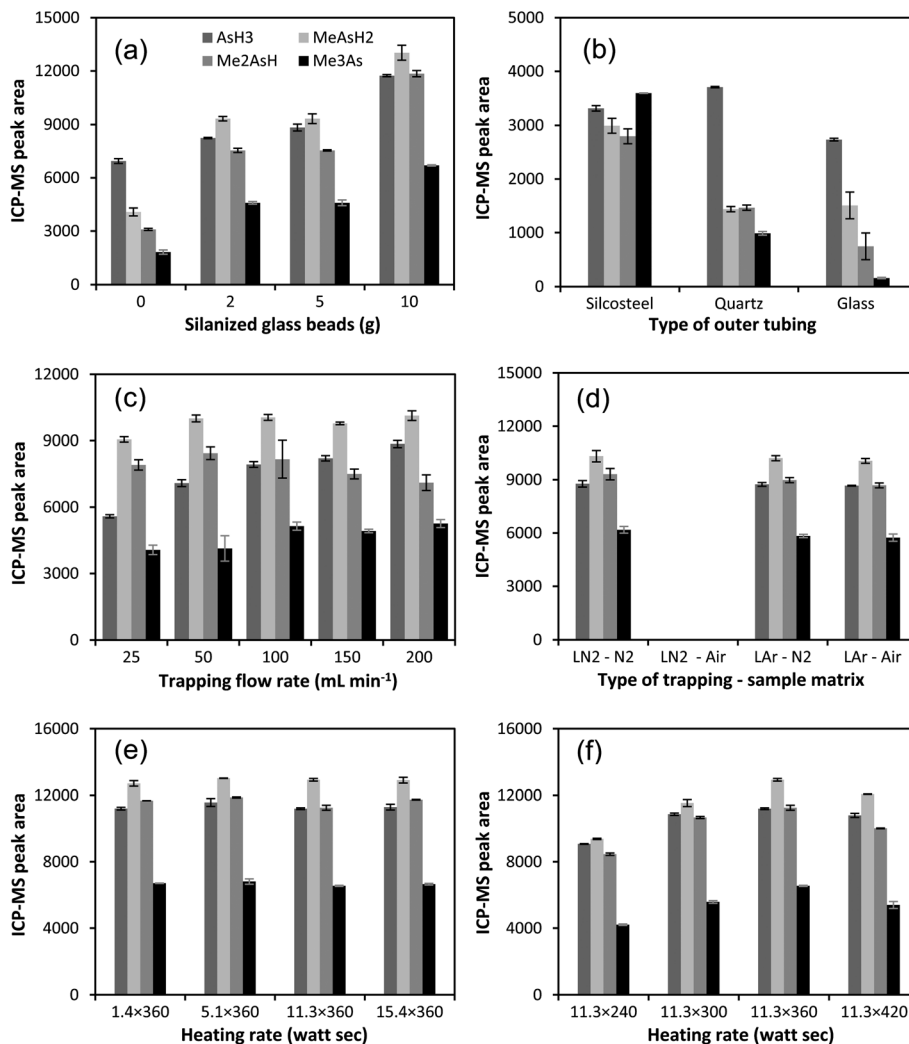 (a)
AsH3 MeAsH2
Me2AsH Me3As
ICP-MS peak area
15000
12000
9000
6000
3000
0
0 2 5 10
Silanized glass beads (g)
(b)
ICP-MS peak area
5000
4000
3000
2000
1000
0
Silcosteel Quartz Glass
Type of outer tubing
(c)
ICP-MS peak area
12000
9000
6000
3000
0
25 50 100 150 200
Trapping flow rate (mL min⁻¹)
(d)
ICP-MS peak area
15000
12000
9000
6000
3000
0
LN2 - N2 LN2 - Air LAr - N2 LAr - Air
Type of trapping - sample matrix
(e)
ICP-MS peak area
16000
12000
8000
4000
0
1.4×360 5.1×360 11.3×360 15.4×360
Heating rate (watt sec)
(f)
ICP-MS peak area
16000
12000
8000
4000
0
11.3×240 11.3×300 11.3×360 11.3×420
Heating rate (watt sec)